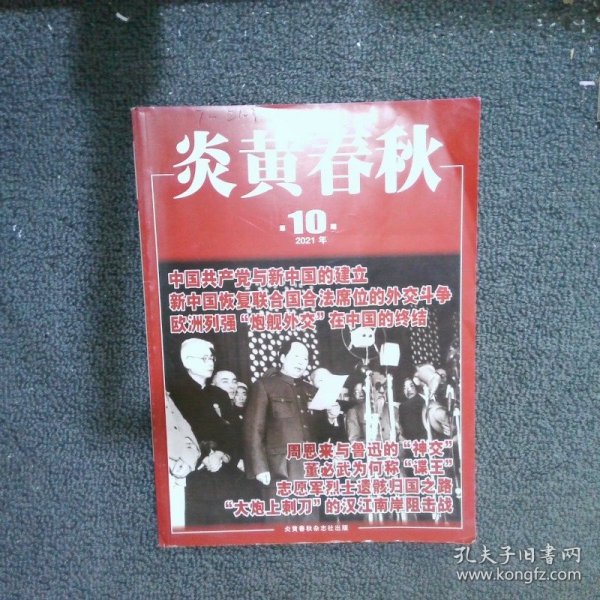 炎黄春秋
第10期
2021年
中国共产党与新中国的建立
新中国恢复联合国合法席位的外交斗争
欧洲列强“炮舰外交”在中国的终结
周恩来与鲁迅的“神交”
董必武为何称“谍王”
志愿军烈士遗骸归国之路
“大炮上刺刀”的汉江南岸阻击战
炎黄春秋杂志社出版
孔夫子旧书网
www.kongfz.com